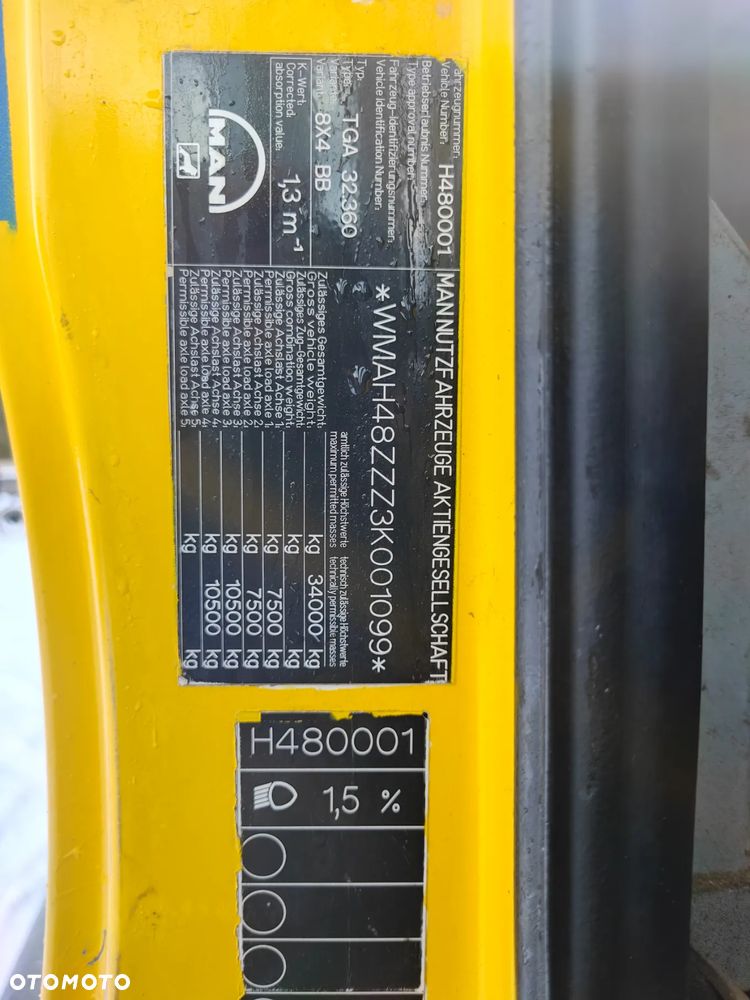 MAN NUTZFAHRZEUGE AKTIENGESELLSCHAFT
Fahrzeugnummer:
Vehicle Number:
H480001
Betriebserlaubnis Nummer:
Type approval number:
Fahrzeug-Identifizierungsnummer:
Vehicle Identification Number:
*WMAH48ZZZ3K001099*
Typ:
Type:
TGA 32.360
Variante:
Variant:
8X4 BB
K-Wert:
Corrected
absorption value:
1,3 m⁻¹
MAN
amtlich zulässige Höchstwerte
maximum permitted masses
technisch zulässige Höchstwerte
technically permissible masses
Zulässiges Gesamtgewicht:
Gross vehicle weight:
kg 34000 kg
Zulässiges Zug-Gesamtgewicht:
Gross combination weight:
kg kg
Zulässige Achslast Achse 1:
Permissible axle load axle 1:
kg 7500 kg
Zulässige Achslast Achse 2:
Permissible axle load axle 2:
kg 7500 kg
Zulässige Achslast Achse 3:
Permissible axle load axle 3:
kg 10500 kg
Zulässige Achslast Achse 4:
Permissible axle load axle 4:
kg 10500 kg
Zulässige Achslast Achse 5:
Permissible axle load axle 5:
kg kg
H480001
1,5 %
OTOMOTO